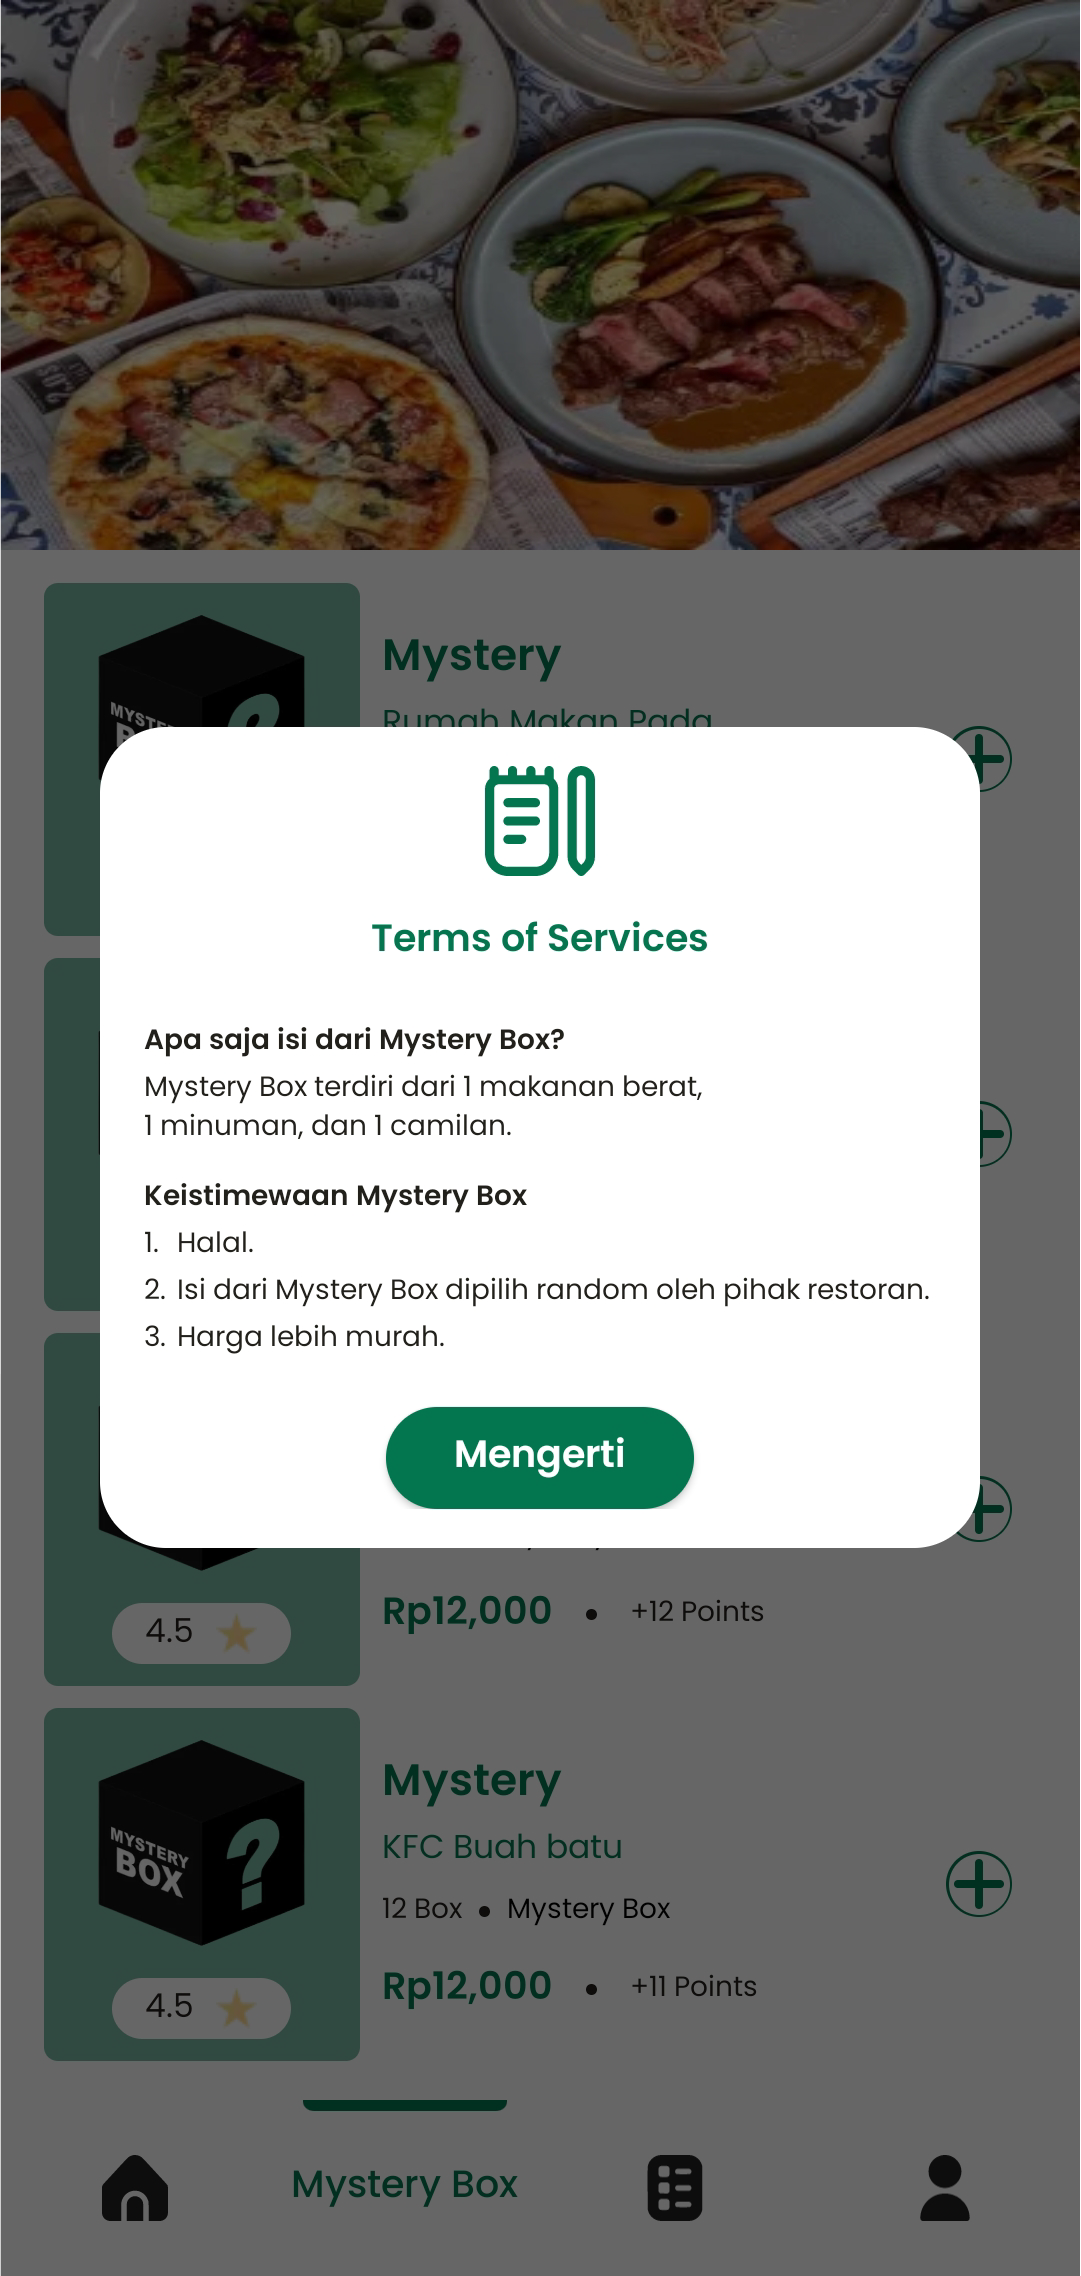 Mystery
Rumah Makan Pada
MYSTE
Terms of Services
Apa saja isi dari Mystery Box?
Mystery Box terdiri dari 1 makanan berat,
1 minuman, dan 1 camilan.
Keistimewaan Mystery Box
1. Halal.
2. Isi dari Mystery Box dipilih random oleh pihak restoran.
3. Harga lebih murah.
Mengerti
4.5
Rp12,000 • +12 Points
MYSTERY
BOX
?
4.5
Mystery
KFC Buah batu
12 Box • Mystery Box
Rp12,000 • +11 Points
Mystery Box